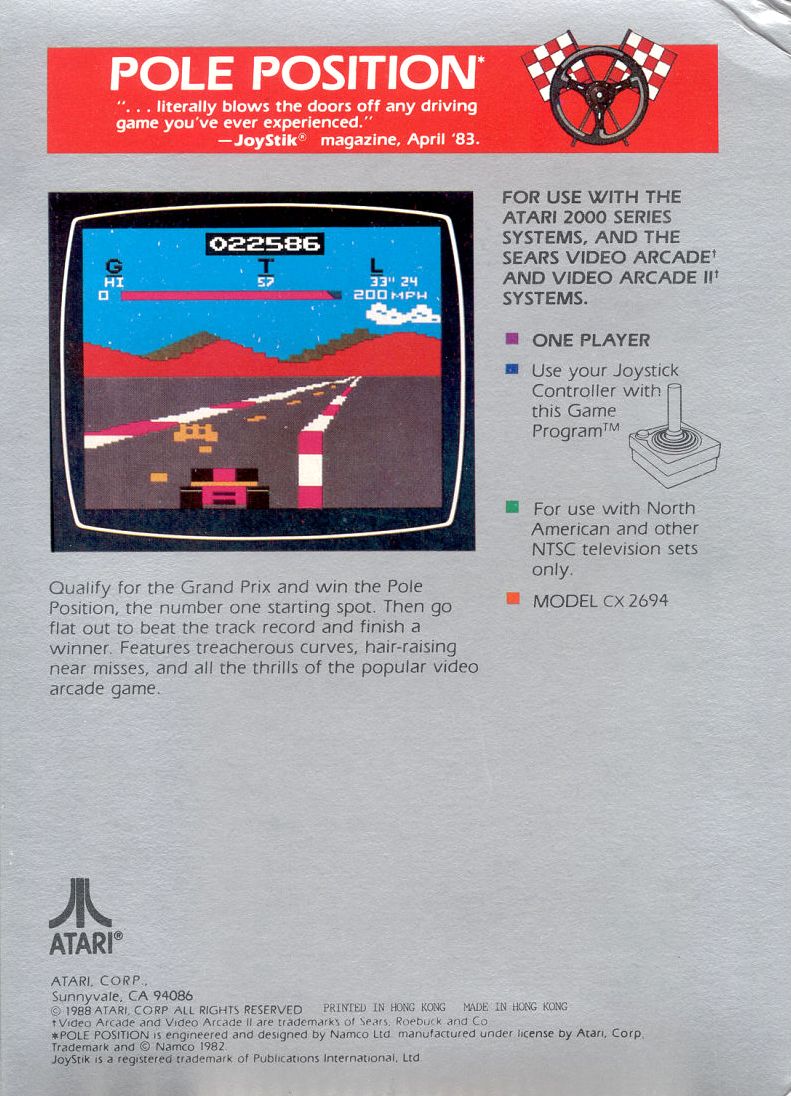 POLE POSITION*
“. . . literally blows the doors off any driving
game you’ve ever experienced.”
—JoyStik® magazine, April ‘83.
022586
G T L
HI 57 33" 24
0 200 MPH
FOR USE WITH THE
ATARI 2000 SERIES
SYSTEMS, AND THE
SEARS VIDEO ARCADE†
AND VIDEO ARCADE II†
SYSTEMS.
ONE PLAYER
Use your Joystick
Controller with
this Game
Program™
For use with North
American and other
NTSC television sets
only.
MODEL CX 2694
Qualify for the Grand Prix and win the Pole
Position, the number one starting spot. Then go
flat out to beat the track record and finish a
winner. Features treacherous curves, hair-raising
near misses, and all the thrills of the popular video
arcade game.
ATARI®
ATARI, CORP.,
Sunnyvale, CA 94086
© 1988 ATARI, CORP ALL RIGHTS RESERVED PRINTED IN HONG KONG MADE IN HONG KONG
†Video Arcade and Video Arcade II are trademarks of Sears, Roebuck and Co
*POLE POSITION is engineered and designed by Namco Ltd. manufactured under license by Atari, Corp.
Trademark and © Namco 1982.
JoyStik is a registered trademark of Publications International, Ltd